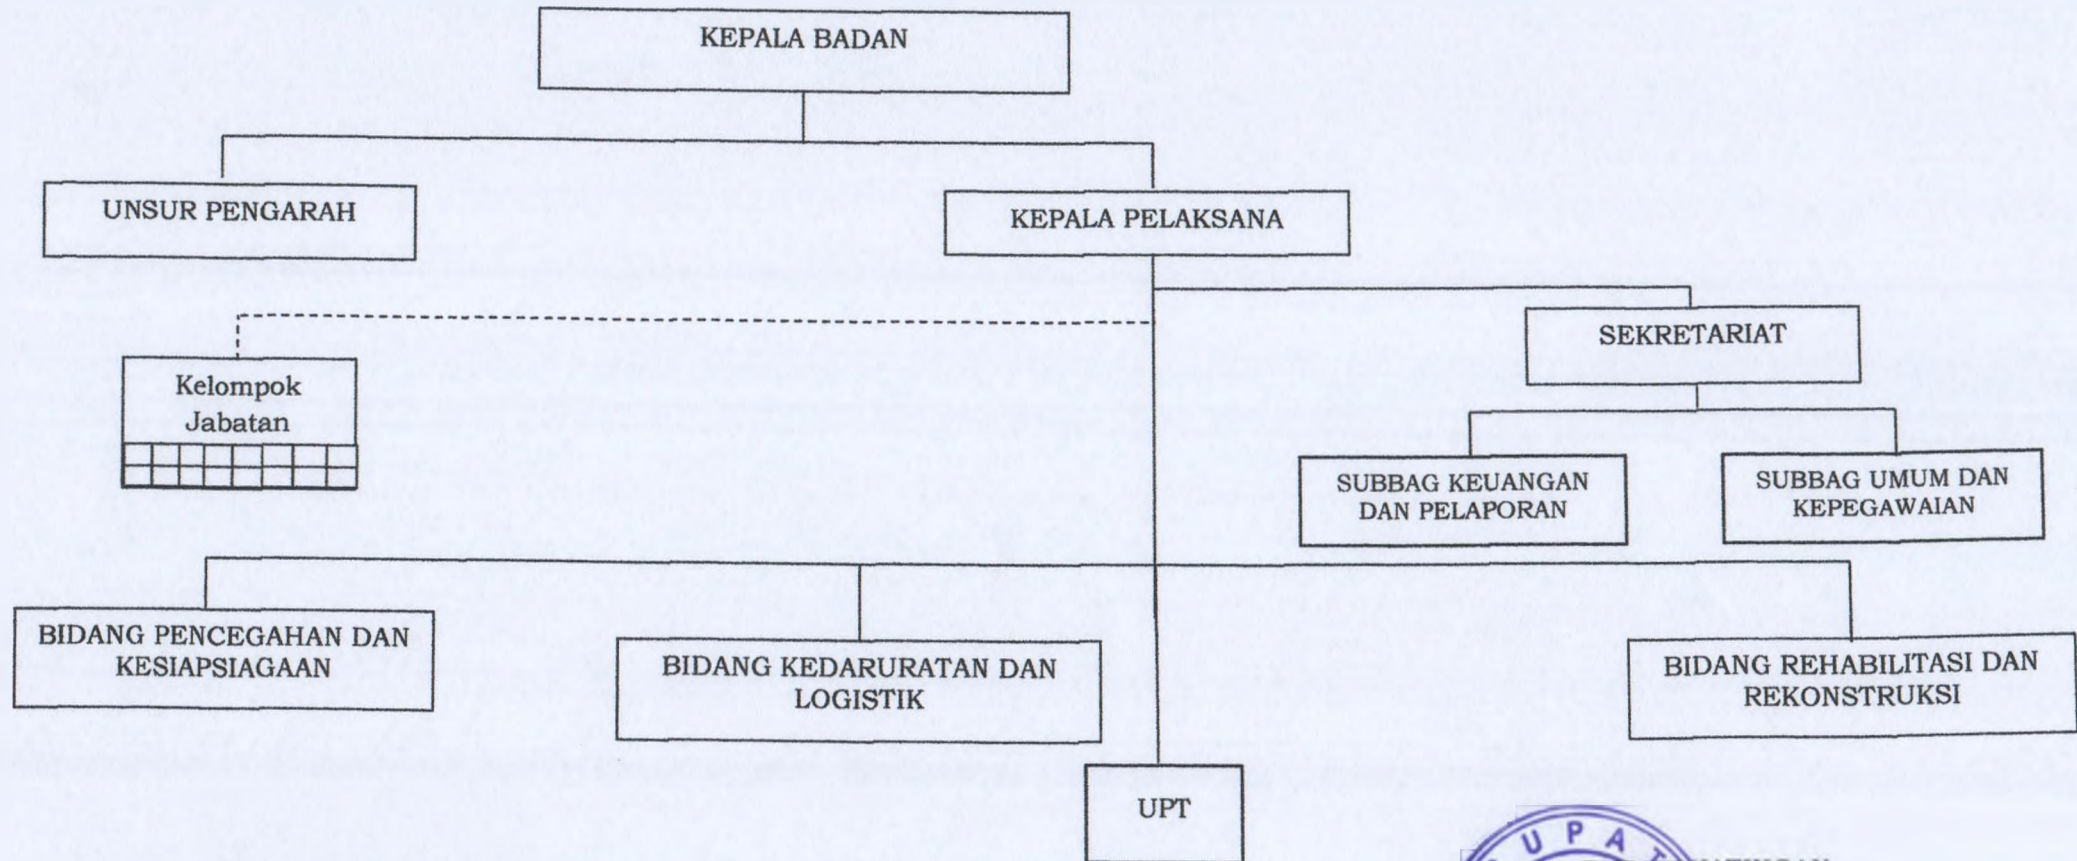 KEPALA BADAN
UNSUR PENGARAH
KEPALA PELAKSANA
SEKRETARIAT
Kelompok
Jabatan
SUBBAG KEUANGAN
DAN PELAPORAN
SUBBAG UMUM DAN
KEPEGAWAIAN
BIDANG PENCEGAHAN DAN
KESIAPSIAGAAN
BIDANG KEDARURATAN DAN
LOGISTIK
BIDANG REHABILITASI DAN
REKONSTRUKSI
UPT